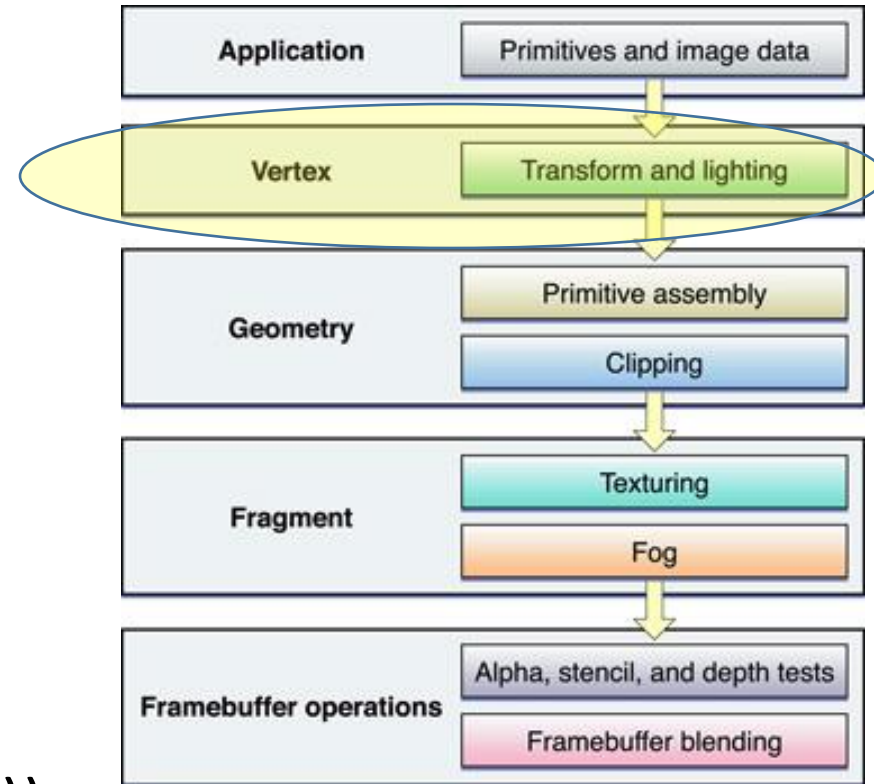 Application
Primitives and image data
Vertex
Transform and lighting
Geometry
Primitive assembly
Clipping
Fragment
Texturing
Fog
Framebuffer operations
Alpha, stencil, and depth tests
Framebuffer blending